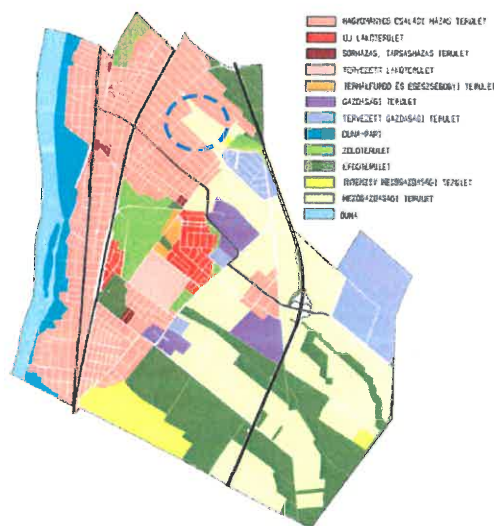 HAGYOMÁNYOS CSALÁDI HÁZAS TERÜLET
ÚJ LAKÓTERÜLET
SORHÁZAS, TÁRSASHÁZAS TERÜLET
TERVEZETT LAKÓTERÜLET
TERMÁLFÜRDŐ ÉS EGÉSZSÉGÜGYI TERÜLET
GAZDASÁGI TERÜLET
TERVEZETT GAZDASÁGI TERÜLET
DUNA-PART
ZÖLDTERÜLET
ERDŐTERÜLET
INTENZÍV MEZŐGAZDASÁGI TERÜLET
MEZŐGAZDASÁGI TERÜLET
DUNA